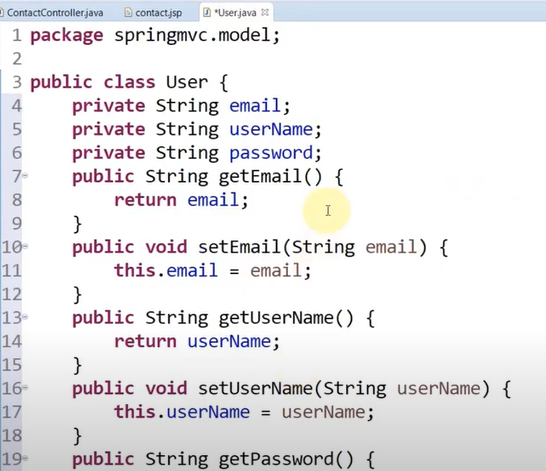 ContactController.java contact.jsp *User.java
1 package springmvc.model;
2
3 public class User {
4 private String email;
5 private String userName;
6 private String password;
7 public String getEmail() {
8 return email;
9 }
10 public void setEmail(String email) {
11 this.email = email;
12 }
13 public String getUserName() {
14 return userName;
15 }
16 public void setUserName(String userName) {
17 this.userName = userName;
18 }
19 public String getPassword() {